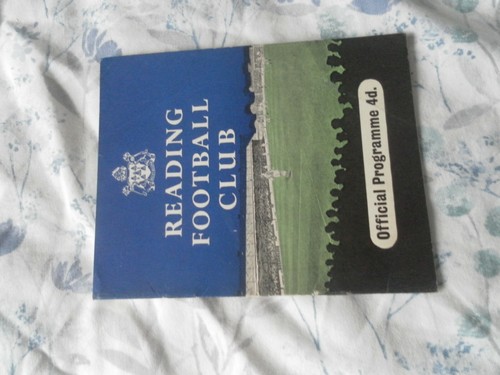 READING
FOOTBALL
CLUB
Official Programme 4d.